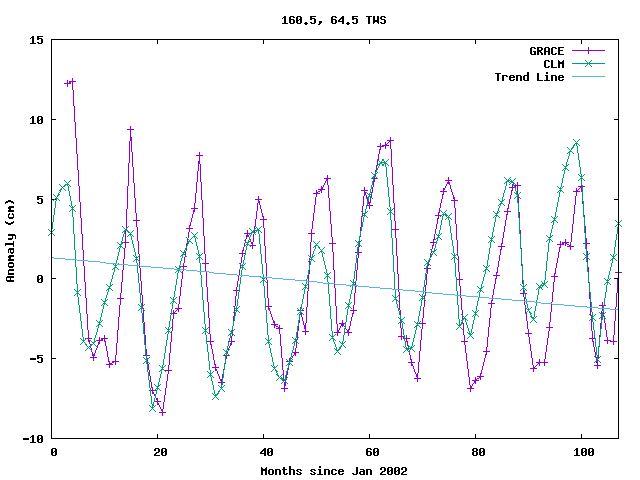 160.5, 64.5 TWS
GRACE
CLM
Trend Line
15
10
5
0
-5
-10
Anomaly (cm)
0 20 40 60 80 100
Months since Jan 2002